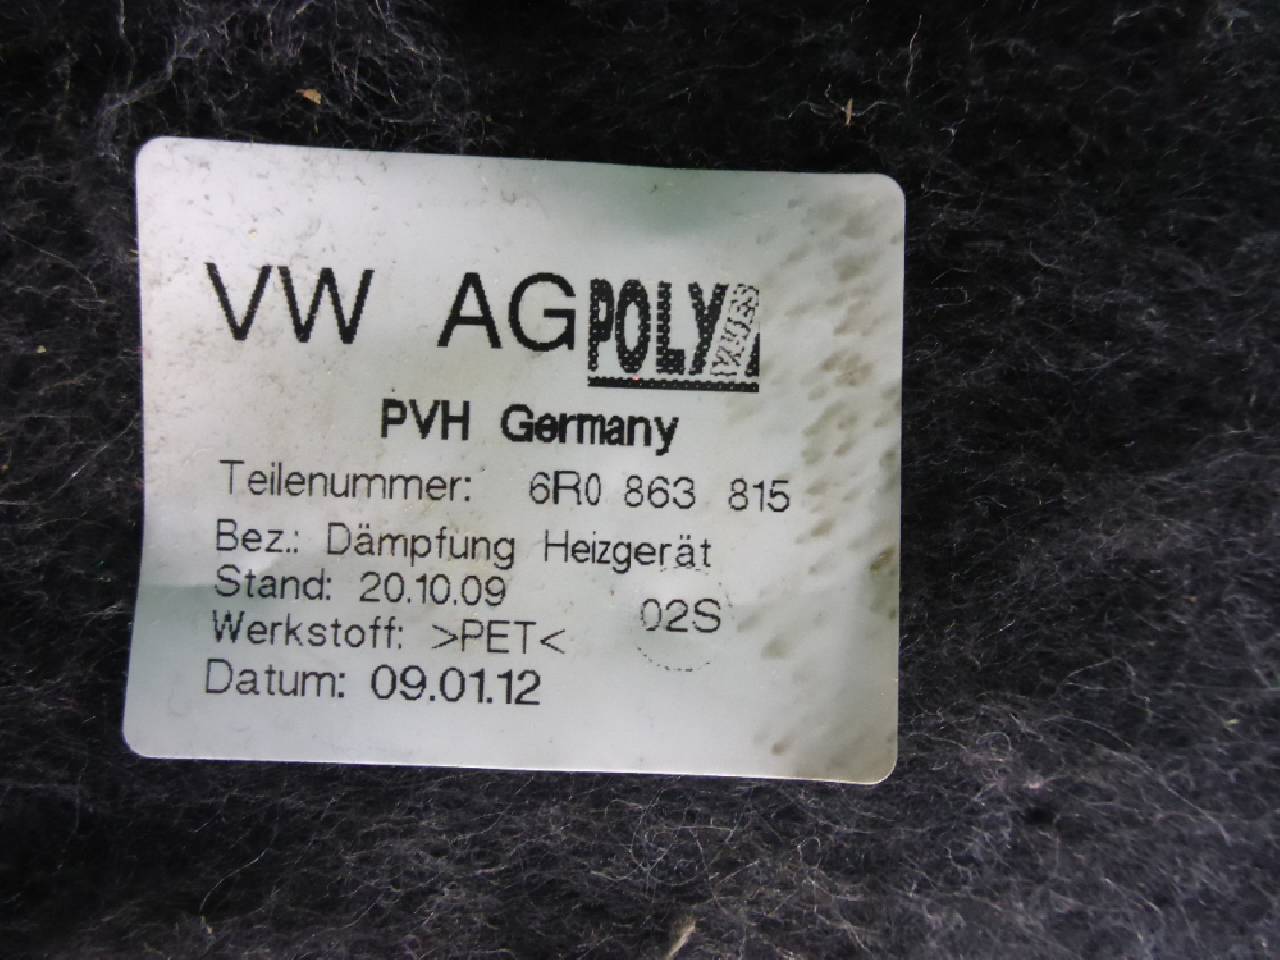 VW AG POLY
PVH Germany
Teilenummer: 6R0 863 815
Bez.: Dämpfung Heizgerät
Stand: 20.10.09
02S
Werkstoff: >PET<
Datum: 09.01.12